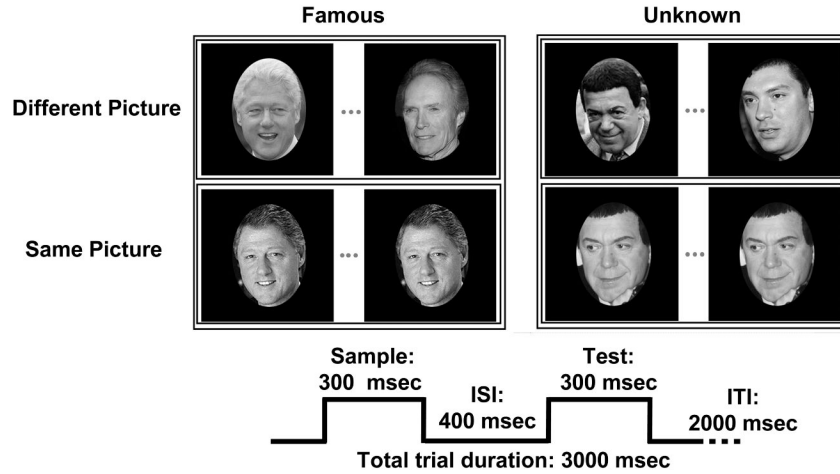 Famous
Unknown
Different Picture
Same Picture
Sample:
300 msec
ISI:
400 msec
Test:
300 msec
ITI:
2000 msec
Total trial duration: 3000 msec